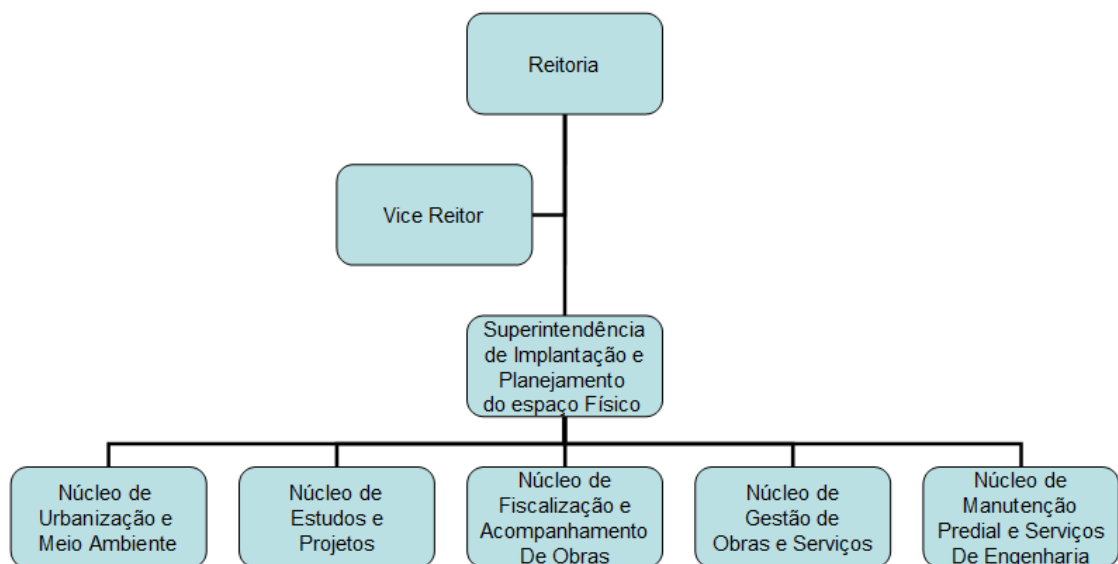 Reitoria
Vice Reitor
Superintendência
de Implantação e
Planejamento
do espaço Físico
Núcleo de
Urbanização e
Meio Ambiente
Núcleo de
Estudos e
Projetos
Núcleo de
Fiscalização e
Acompanhamento
De Obras
Núcleo de
Gestão de
Obras e Serviços
Núcleo de
Manutenção
Predial e Serviços
De Engenharia